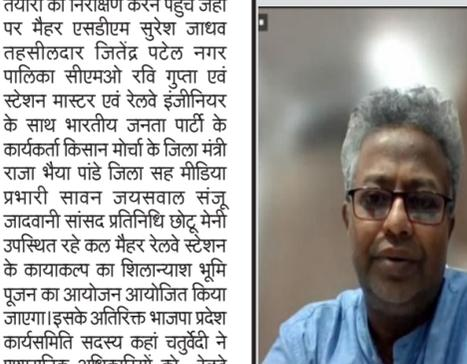 तैयारी का निरीक्षण करने पहुंचे जहां
पर मैहर एसडीएम सुरेश जाधव
तहसीलदार जितेंद्र पटेल नगर
पालिका सीएमओ रवि गुप्ता एवं
स्टेशन मास्टर एवं रेलवे इंजीनियर
के साथ भारतीय जनता पार्टी के
कार्यकर्ता किसान मोर्चा के जिला मंत्री
राजा भैया पांडे जिला सह मीडिया
प्रभारी सावन जयसवाल संजू
जादवानी सांसद प्रतिनिधि छोटू मेनी
उपस्थित रहे कल मैहर रेलवे स्टेशन
के कायाकल्प का शिलान्याश भूमि
पूजन का आयोजन आयोजित किया
जाएगा।इसके अतिरिक्त भाजपा प्रदेश
कार्यसमिति सदस्य कहां चतुर्वेदी ने